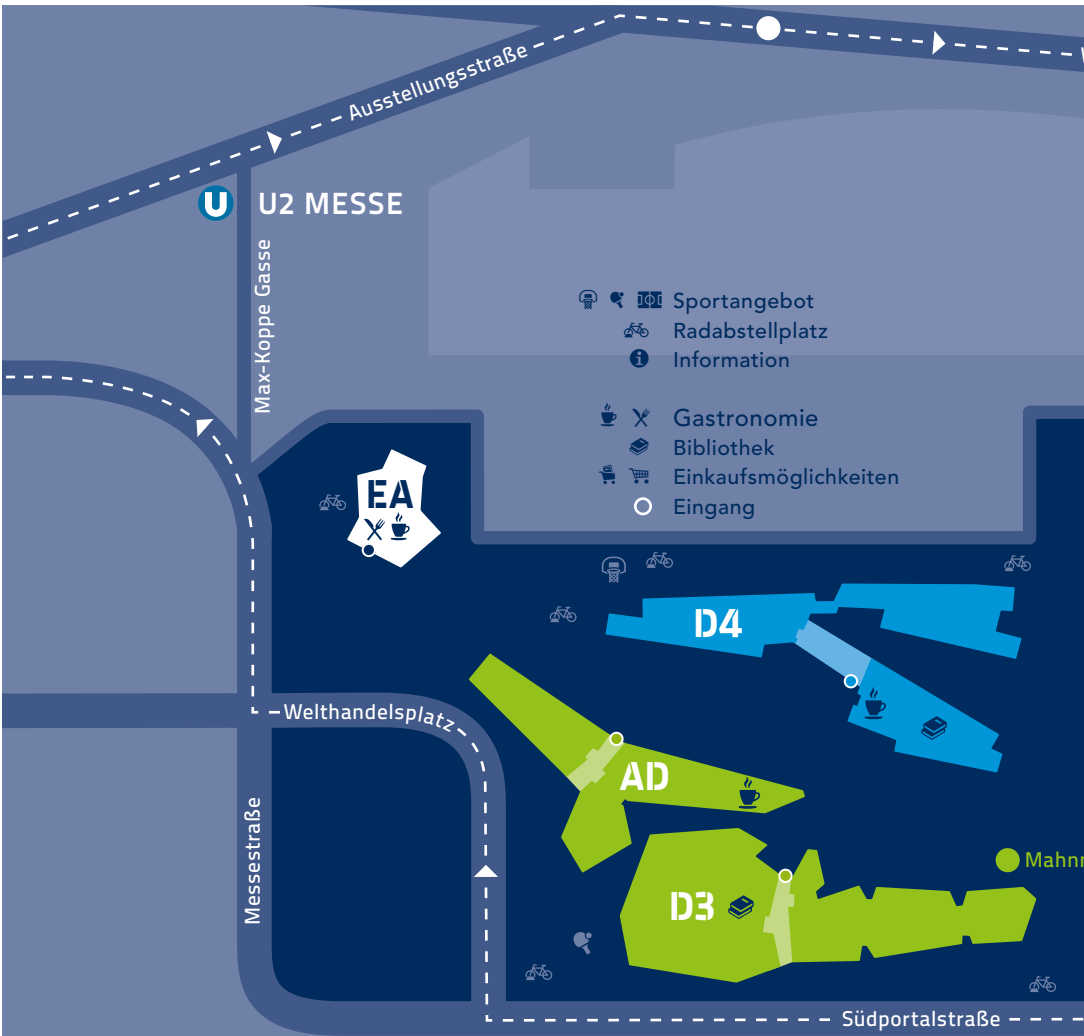 Ausstellungsstraße
U
U2 MESSE
Max-Koppe Gasse
Sportangebot
Radabstellplatz
i Information
Gastronomie
Bibliothek
Einkaufsmöglichkeiten
Eingang
EA
D4
Welthandelsplatz
AD
Messestraße
D3
Südportalstraße